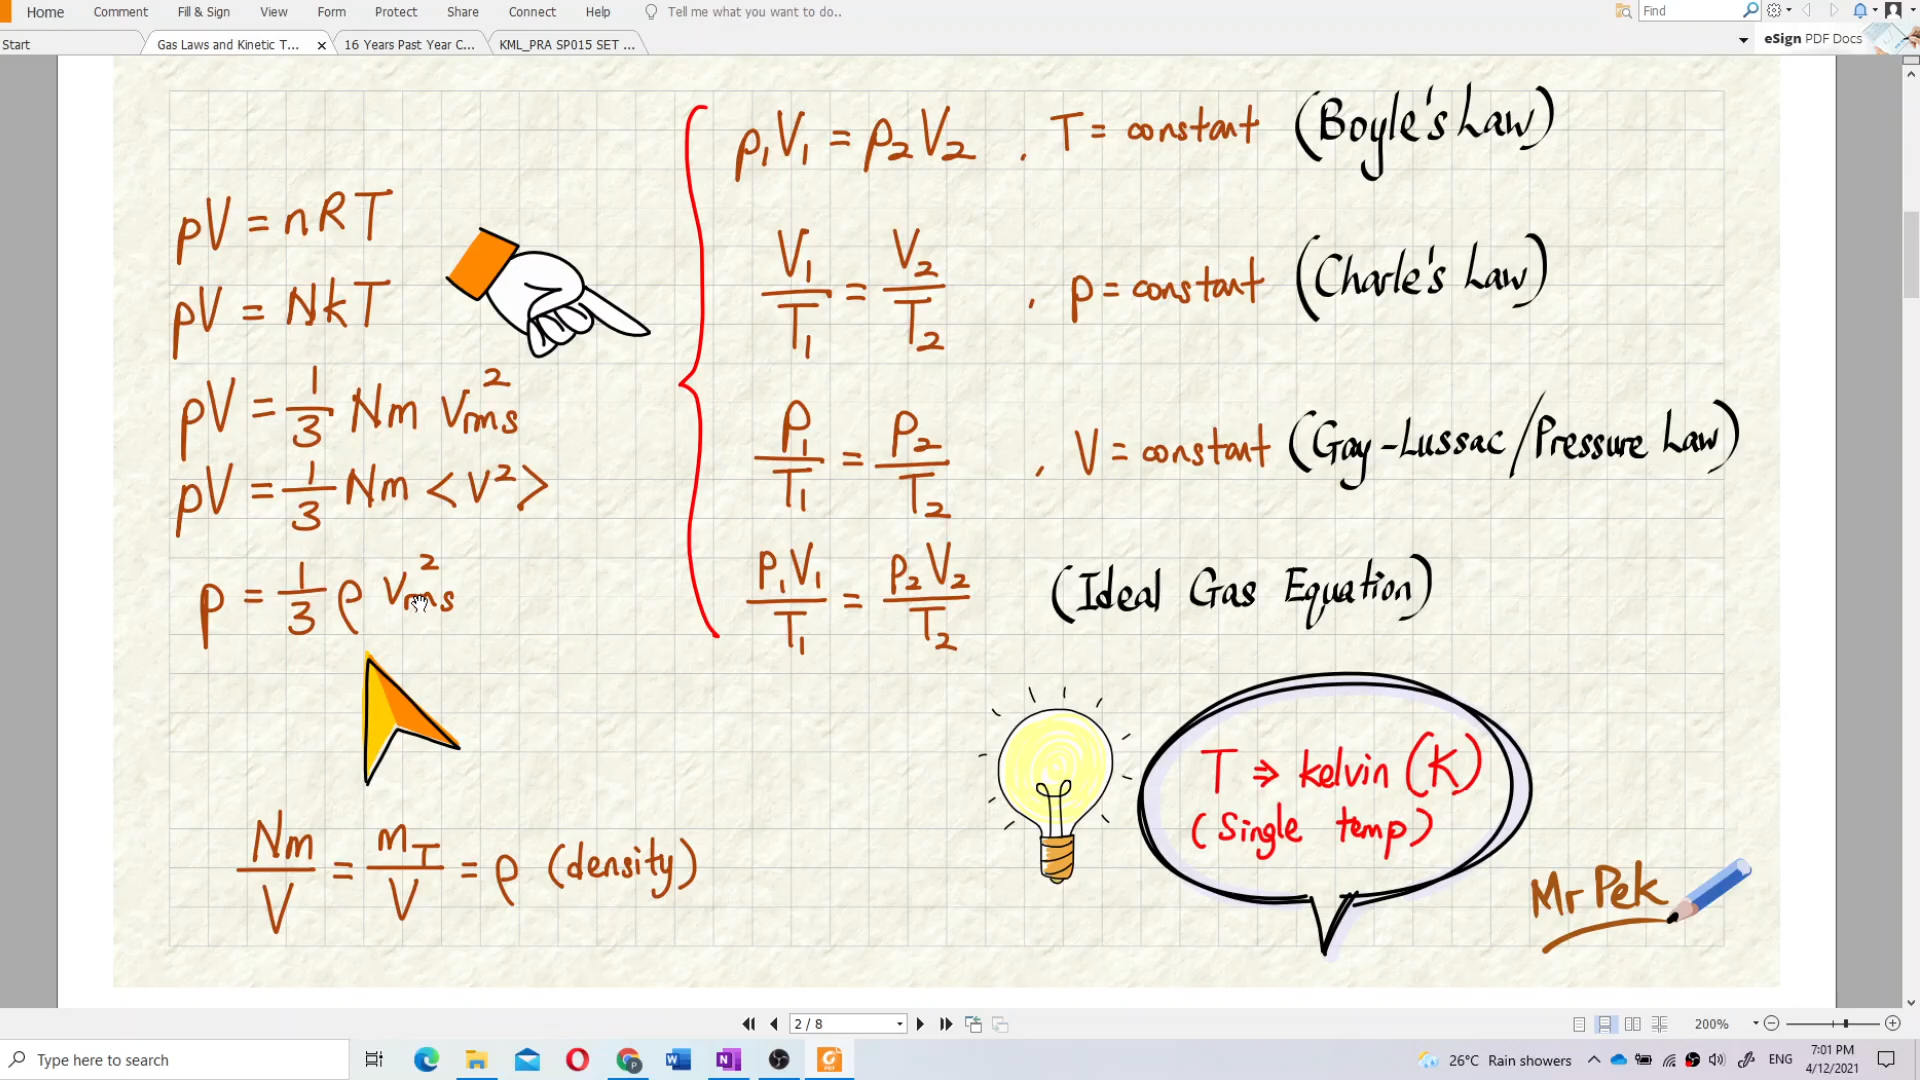 Home Comment Fill & Sign View Form Protect Share Connect Help Tell me what you want to do.. Find
Start Gas Laws and Kinetic T... x 16 Years Past Year C... KML_PRA SP015 SET ... eSign PDF Docs
pV = nRT
pV = NkT
pV = 1/3 Nm Vrms²
pV = 1/3 Nm <V²>
p = 1/3 ρ Vrms²
Nm/V = m_T/V = ρ (density)
p₁V₁ = p₂V₂ , T = constant (Boyle's Law)
V₁/T₁ = V₂/T₂ , p = constant (Charle's Law)
P₁/T₁ = P₂/T₂ , V = constant (Gay-Lussac/Pressure Law)
P₁V₁/T₁ = P₂V₂/T₂ (Ideal Gas Equation)
T ⇒ kelvin (K)
(Single temp)
Mr Pek
2 / 8 200%
Type here to search 26°C Rain showers ENG 7:01 PM
4/12/2021